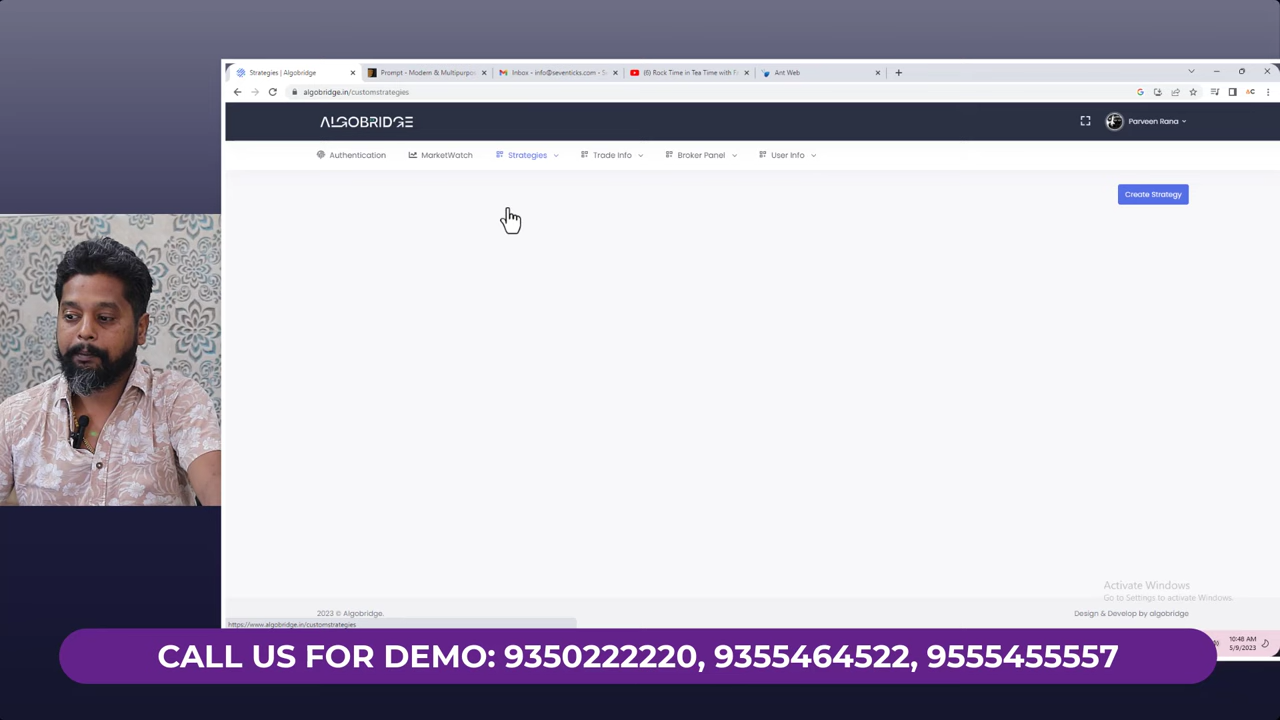 Strategies | Algobridge
Prompt - Modern & Multipurpo
Inbox - info@seventicks.com - S
(6) Rock Time in Tea Time with F
Ant Web
algobridge.in/customstrategies
ALGOBRIDGE
Parveen Rana
Authentication
MarketWatch
Strategies
Trade Info
Broker Panel
User Info
Create Strategy
Activate Windows
Go to Settings to activate Windows.
2023 © Algobridge.
Design & Develop by algobridge
https://www.algobridge.in/customstrategies
10:48 AM
5/9/2023
CALL US FOR DEMO: 9350222220, 9355464522, 9555455557